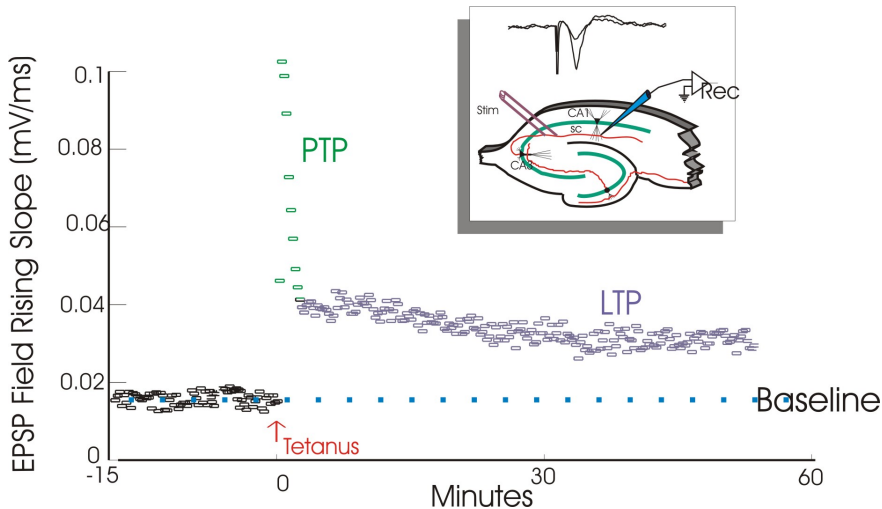 EPSP Field Rising Slope (mV/ms)
0.1
0.08
0.06
0.04
0.02
0
-15
0
30
60
Minutes
PTP
LTP
Baseline
Tetanus
Stim
CA1
sc
CA3
Rec